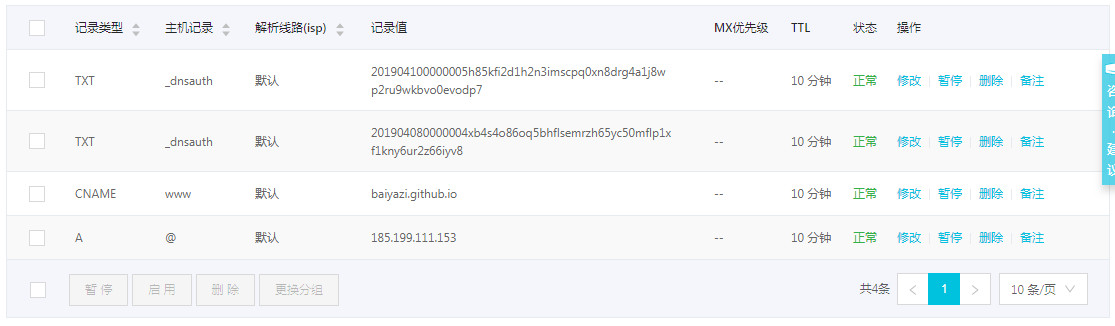 记录类型 主机记录 解析线路(isp) 记录值 MX优先级 TTL 状态 操作
TXT _dnsauth 默认 201904100000005h85kfi2d1h2n3imscpq0xn8drg4a1j8w -- 10 分钟 正常 修改 暂停 删除 备注
p2ru9wkbvo0evodp7
TXT _dnsauth 默认 201904080000004xb4s4o86oq5bhflsemrzh65yc50mflp1x -- 10 分钟 正常 修改 暂停 删除 备注
f1kny6ur2z66iyv8
CNAME www 默认 baiyazi.github.io -- 10 分钟 正常 修改 暂停 删除 备注
A @ 默认 185.199.111.153 -- 10 分钟 正常 修改 暂停 删除 备注
暂 停 启 用 删 除 更换分组 共4条 < 1 > 10 条/页
咨
询
·
建
议